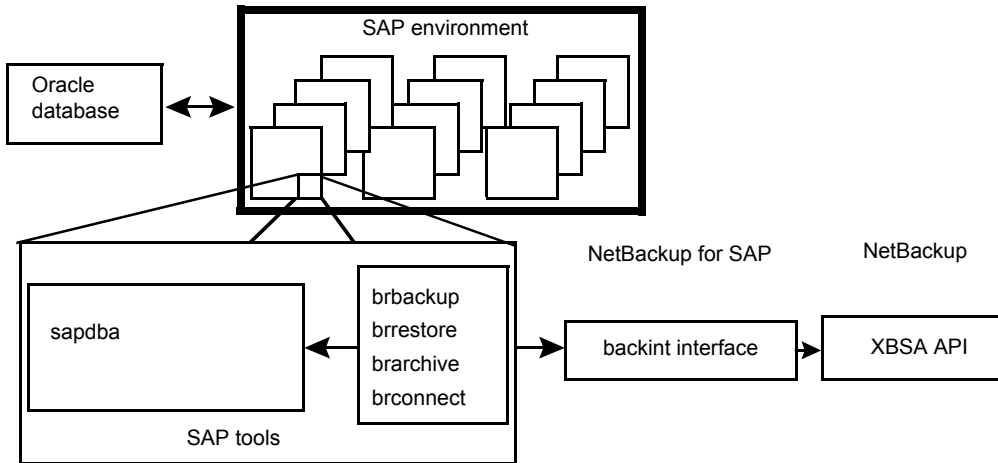 SAP environment
Oracle
database
NetBackup for SAP
NetBackup
sapdba
brbackup
brrestore
brarchive
brconnect
backint interface
XBSA API
SAP tools